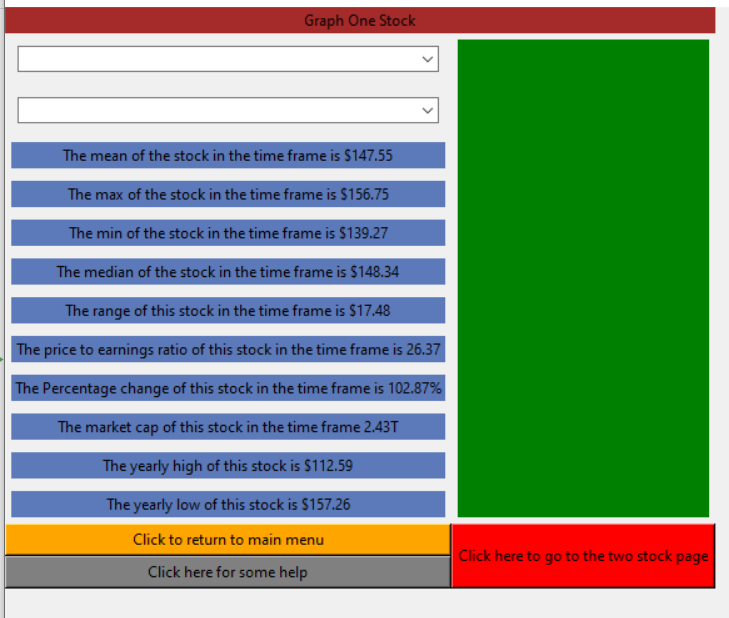 Graph One Stock
The mean of the stock in the time frame is $147.55
The max of the stock in the time frame is $156.75
The min of the stock in the time frame is $139.27
The median of the stock in the time frame is $148.34
The range of this stock in the time frame is $17.48
The price to earnings ratio of this stock in the time frame is 26.37
The Percentage change of this stock in the time frame is 102.87%
The market cap of this stock in the time frame 2.43T
The yearly high of this stock is $112.59
The yearly low of this stock is $157.26
Click to return to main menu
Click here for some help
Click here to go to the two stock page